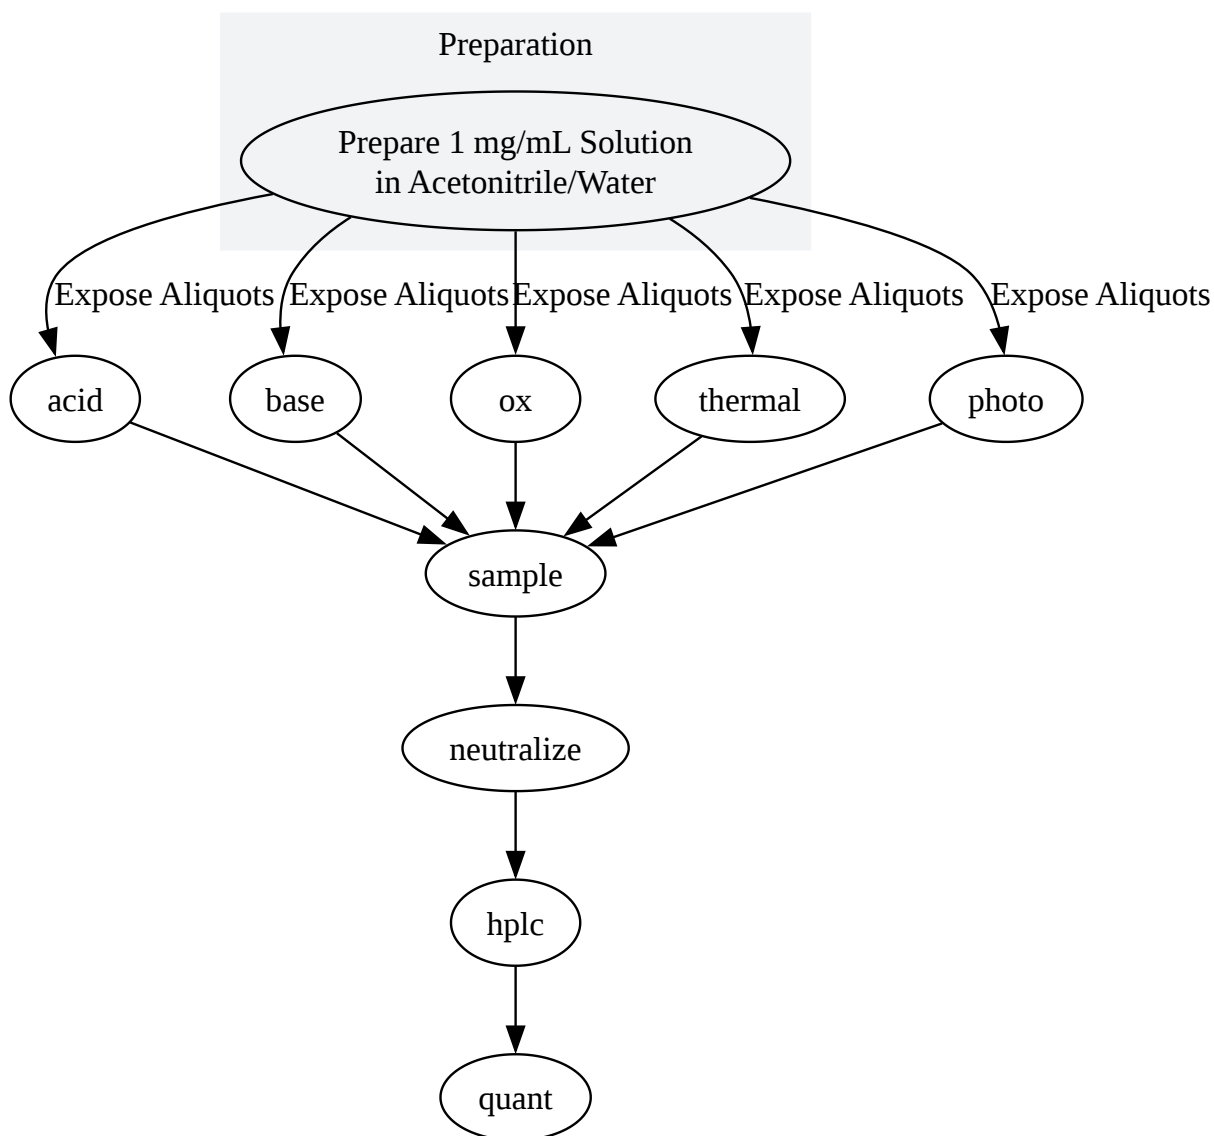 Preparation
Prepare 1 mg/mL Solution
in Acetonitrile/Water
Expose Aliquots
Expose Aliquots
Expose Aliquots
Expose Aliquots
Expose Aliquots
acid
base
ox
thermal
photo
sample
neutralize
hplc
quant